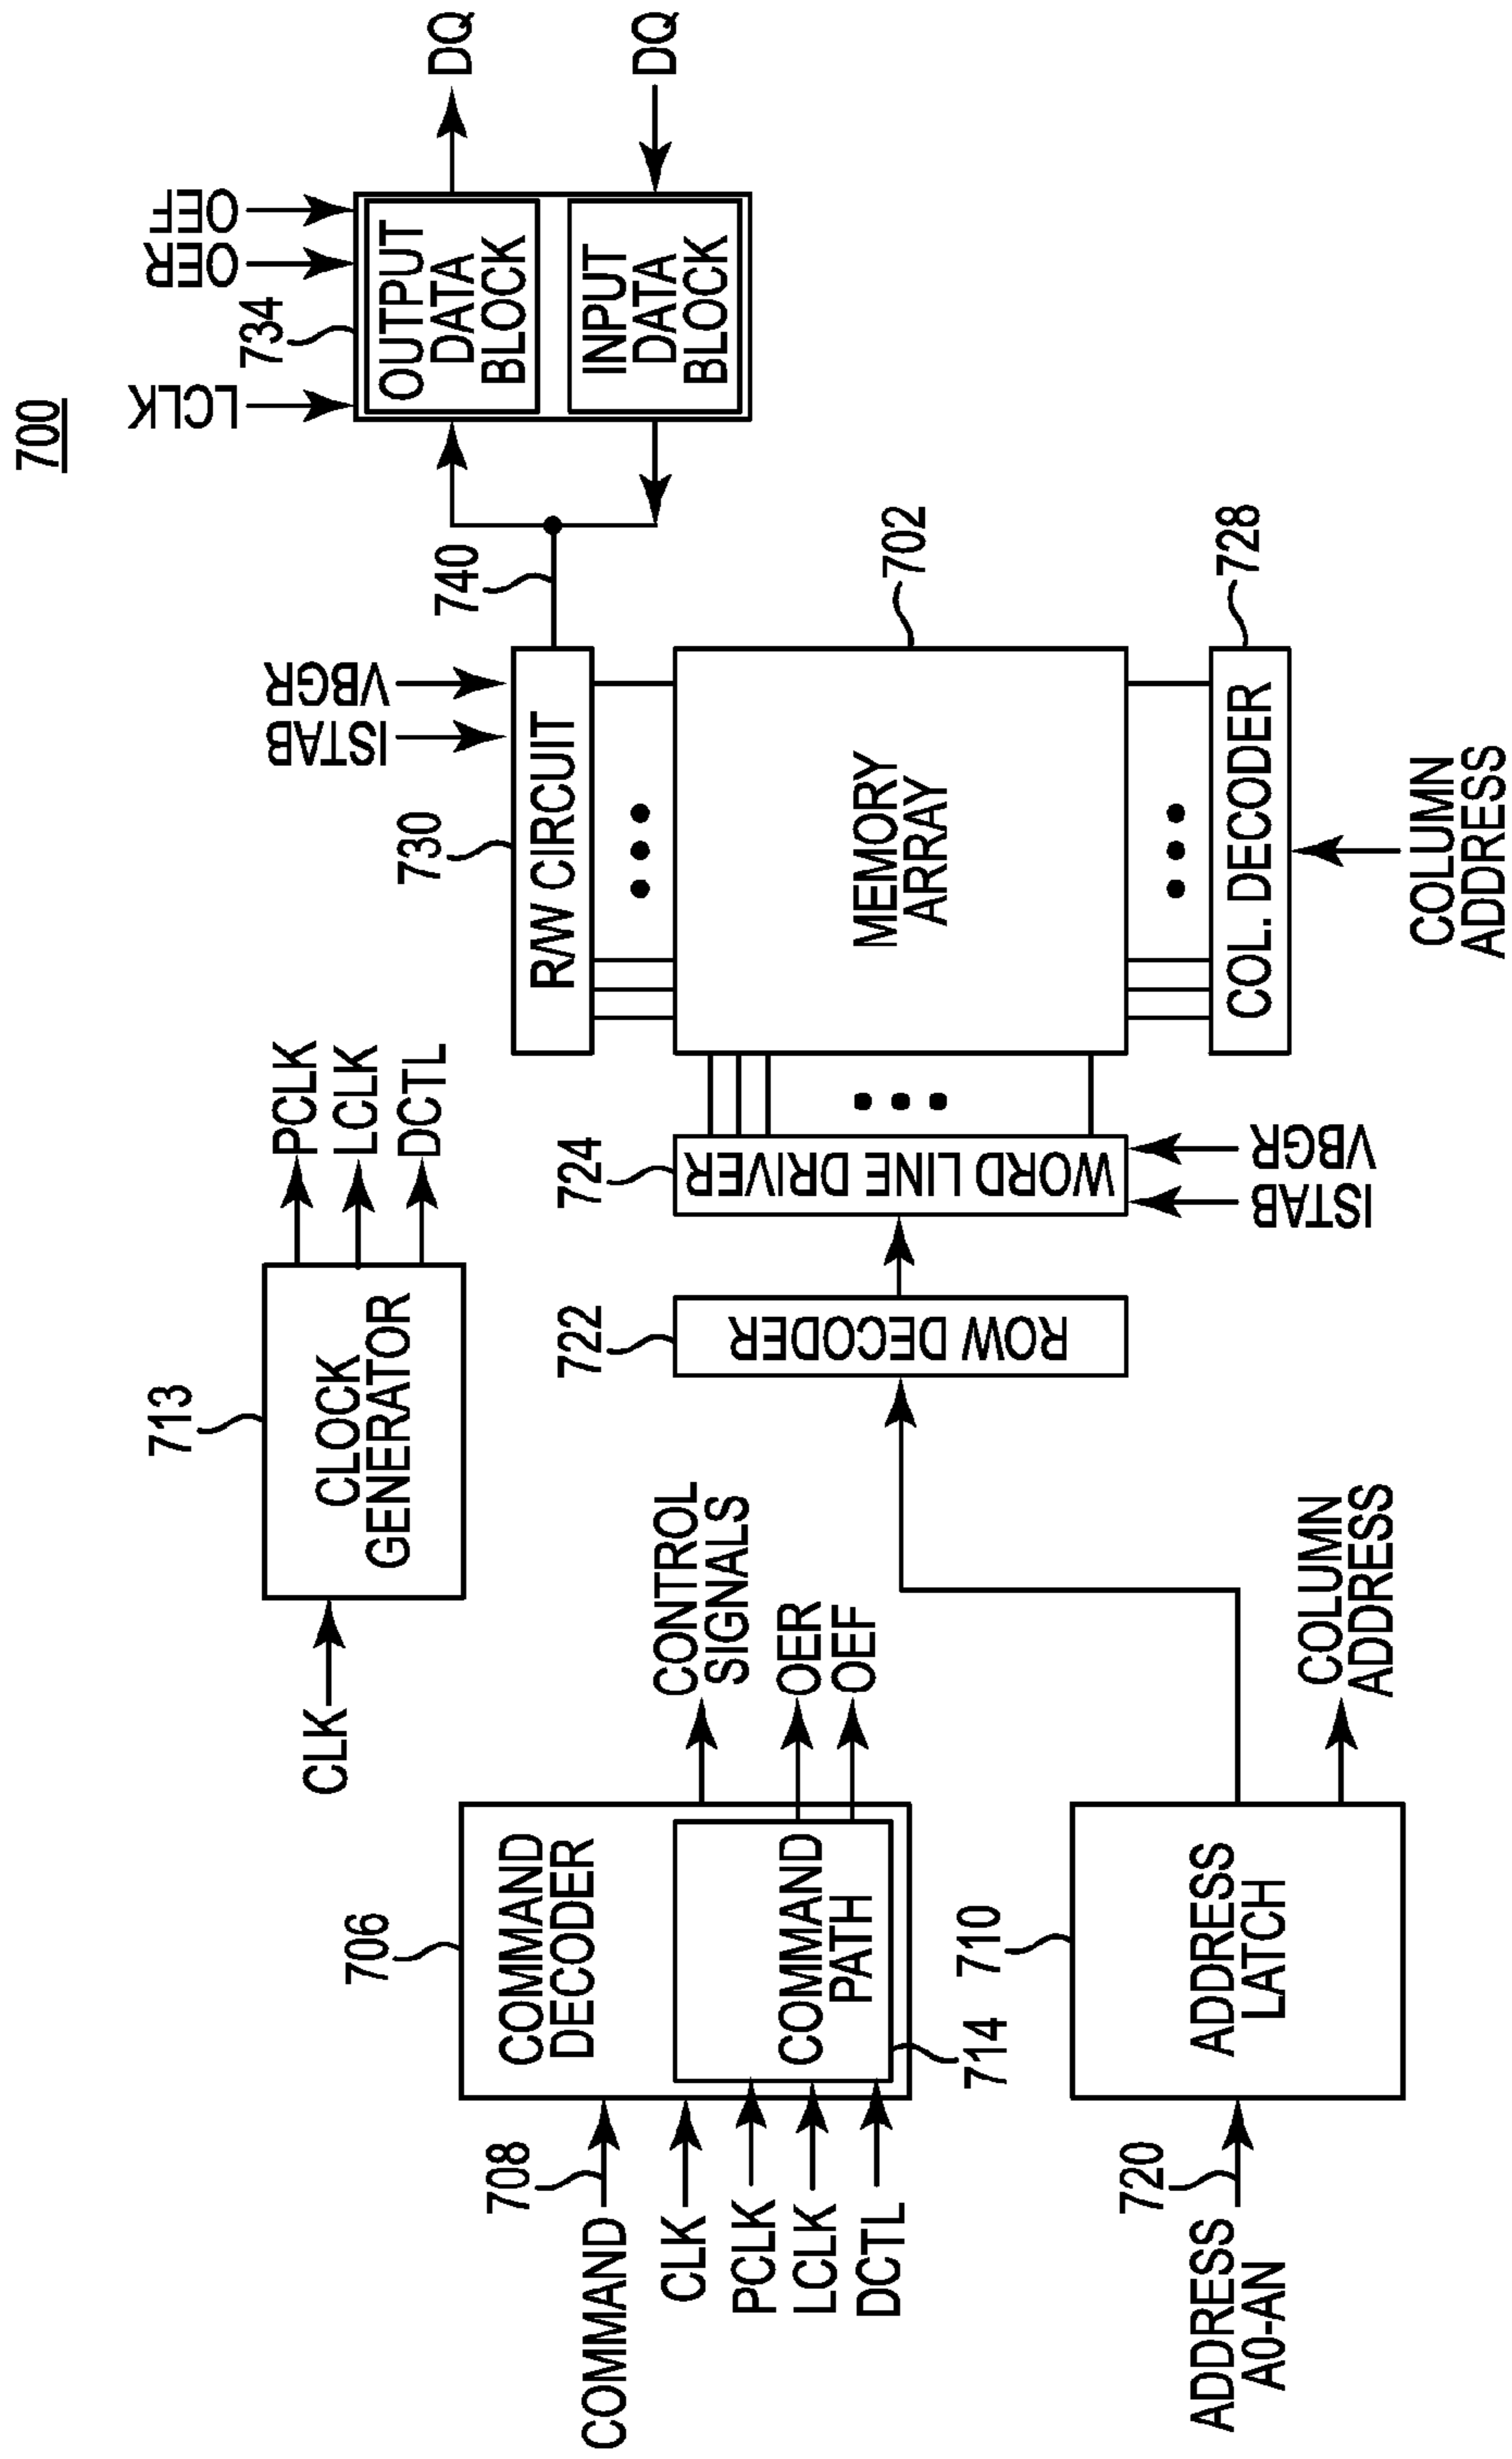 700
CLK
713
CLOCK
GENERATOR
PCLK
LCLK
DCTL
LCLK
734
OER
OEF
OUTPUT
DATA
BLOCK
INPUT
DATA
BLOCK
DQ
DQ
740
ISTAB
VBGR
730
R/W CIRCUIT
706
COMMAND
DECODER
COMMAND
PATH
714
708
COMMAND
CLK
PCLK
LCLK
DCTL
CONTROL
SIGNALS
OER
OEF
722
ROW DECODER
724
WORD LINE DRIVER
ISTAB
VBGR
MEMORY
ARRAY
702
COL. DECODER
728
COLUMN
ADDRESS
710
ADDRESS
LATCH
720
ADDRESS
A0-AN
COLUMN
ADDRESS